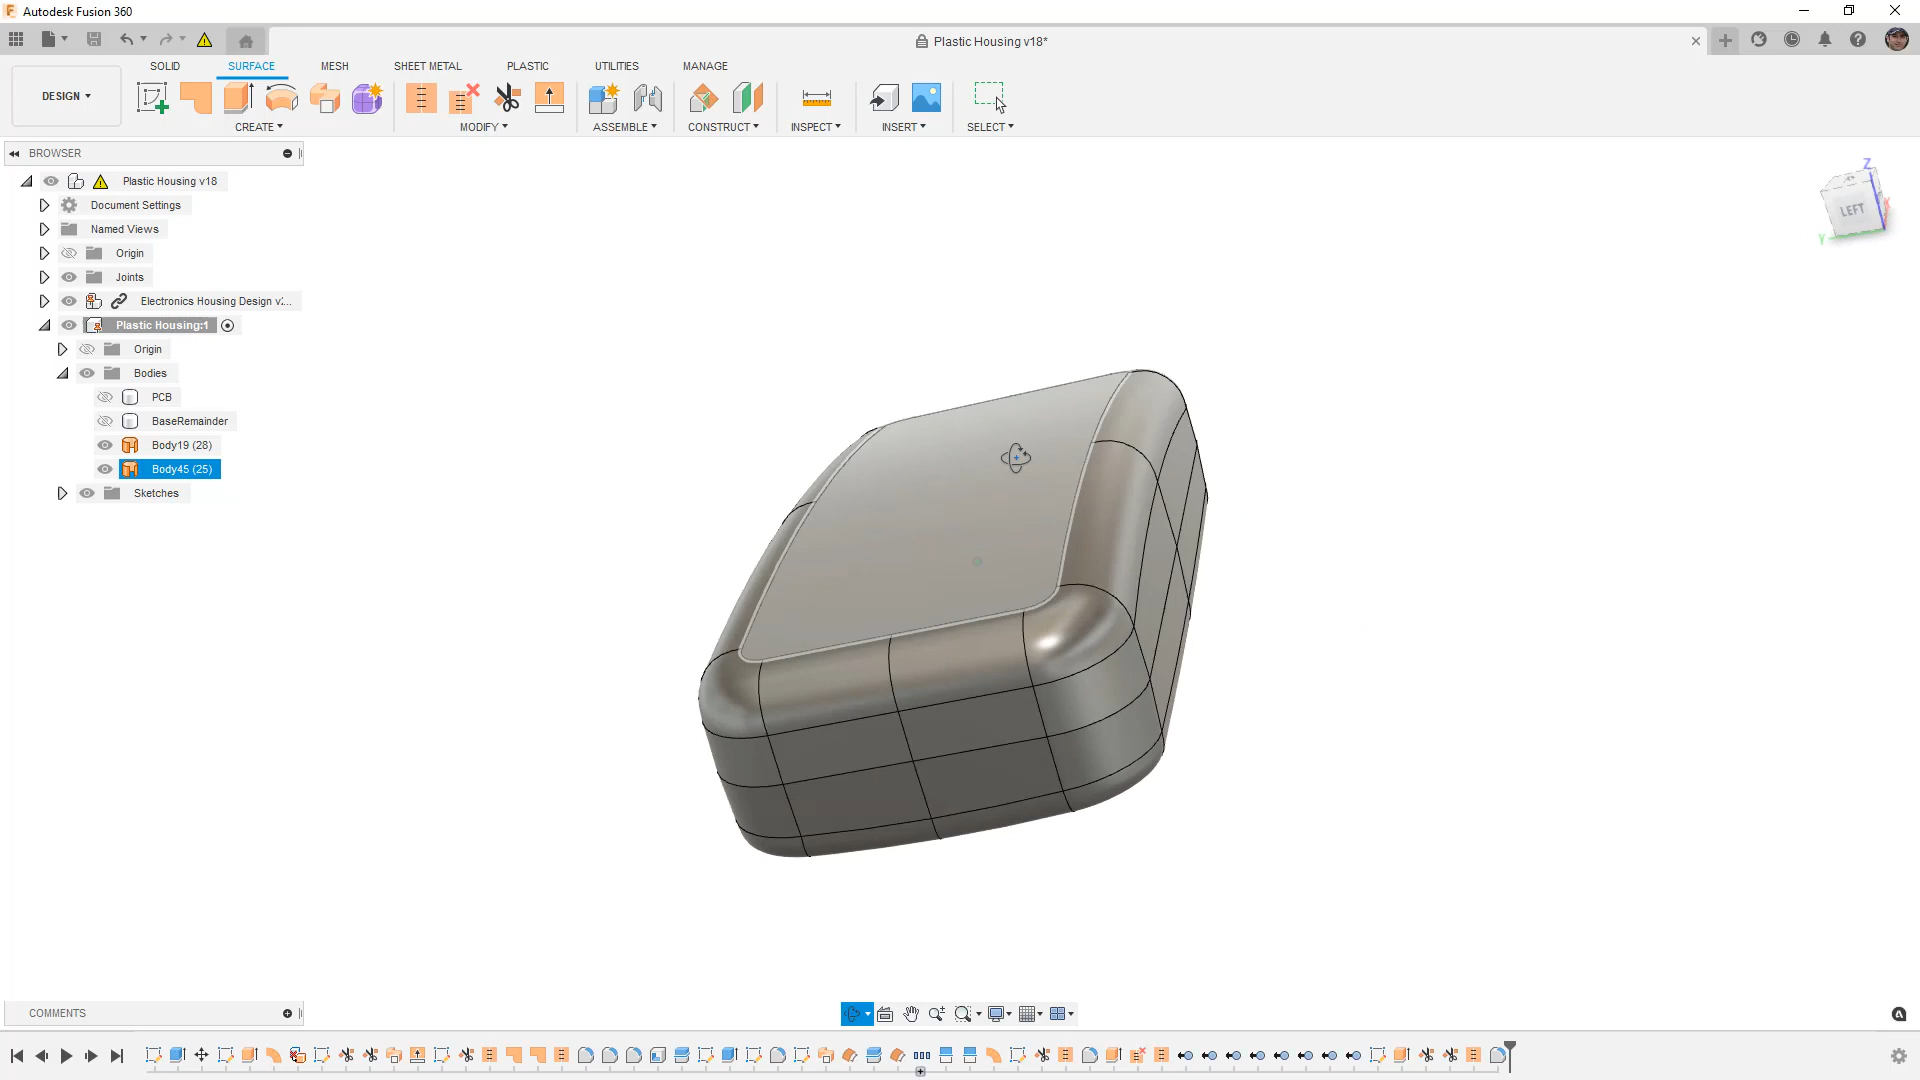 Autodesk Fusion 360
Plastic Housing v18*
SOLID
SURFACE
MESH
SHEET METAL
PLASTIC
UTILITIES
MANAGE
DESIGN
CREATE
MODIFY
ASSEMBLE
CONSTRUCT
INSPECT
INSERT
SELECT
BROWSER
Plastic Housing v18
Document Settings
Named Views
Origin
Joints
Electronics Housing Design v...
Plastic Housing:1
Origin
Bodies
PCB
BaseRemainder
Body19 (28)
Body45 (25)
Sketches
Z
LEFT
X
Y
COMMENTS